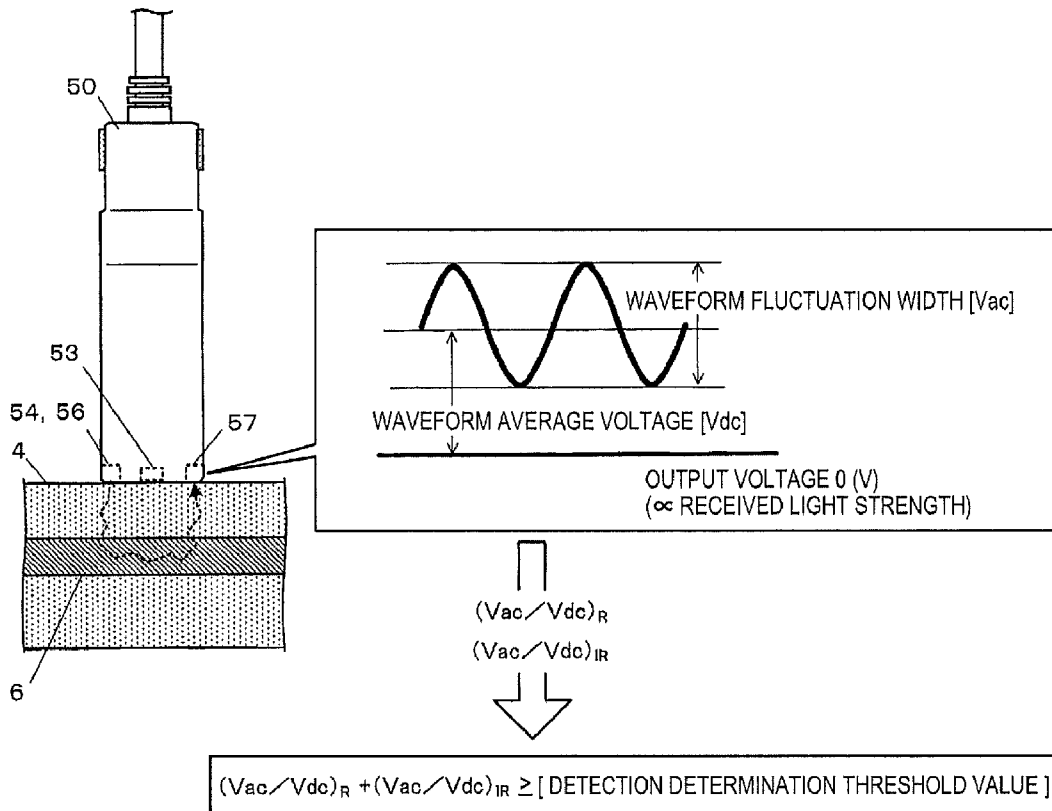 50
53
54, 56
57
4
6
WAVEFORM FLUCTUATION WIDTH [Vac]
WAVEFORM AVERAGE VOLTAGE [Vdc]
OUTPUT VOLTAGE 0 (V)
(∝ RECEIVED LIGHT STRENGTH)
(Vac/Vdc)R
(Vac/Vdc)IR
(Vac/Vdc)R +(Vac/Vdc)IR ≥ [ DETECTION DETERMINATION THRESHOLD VALUE ]